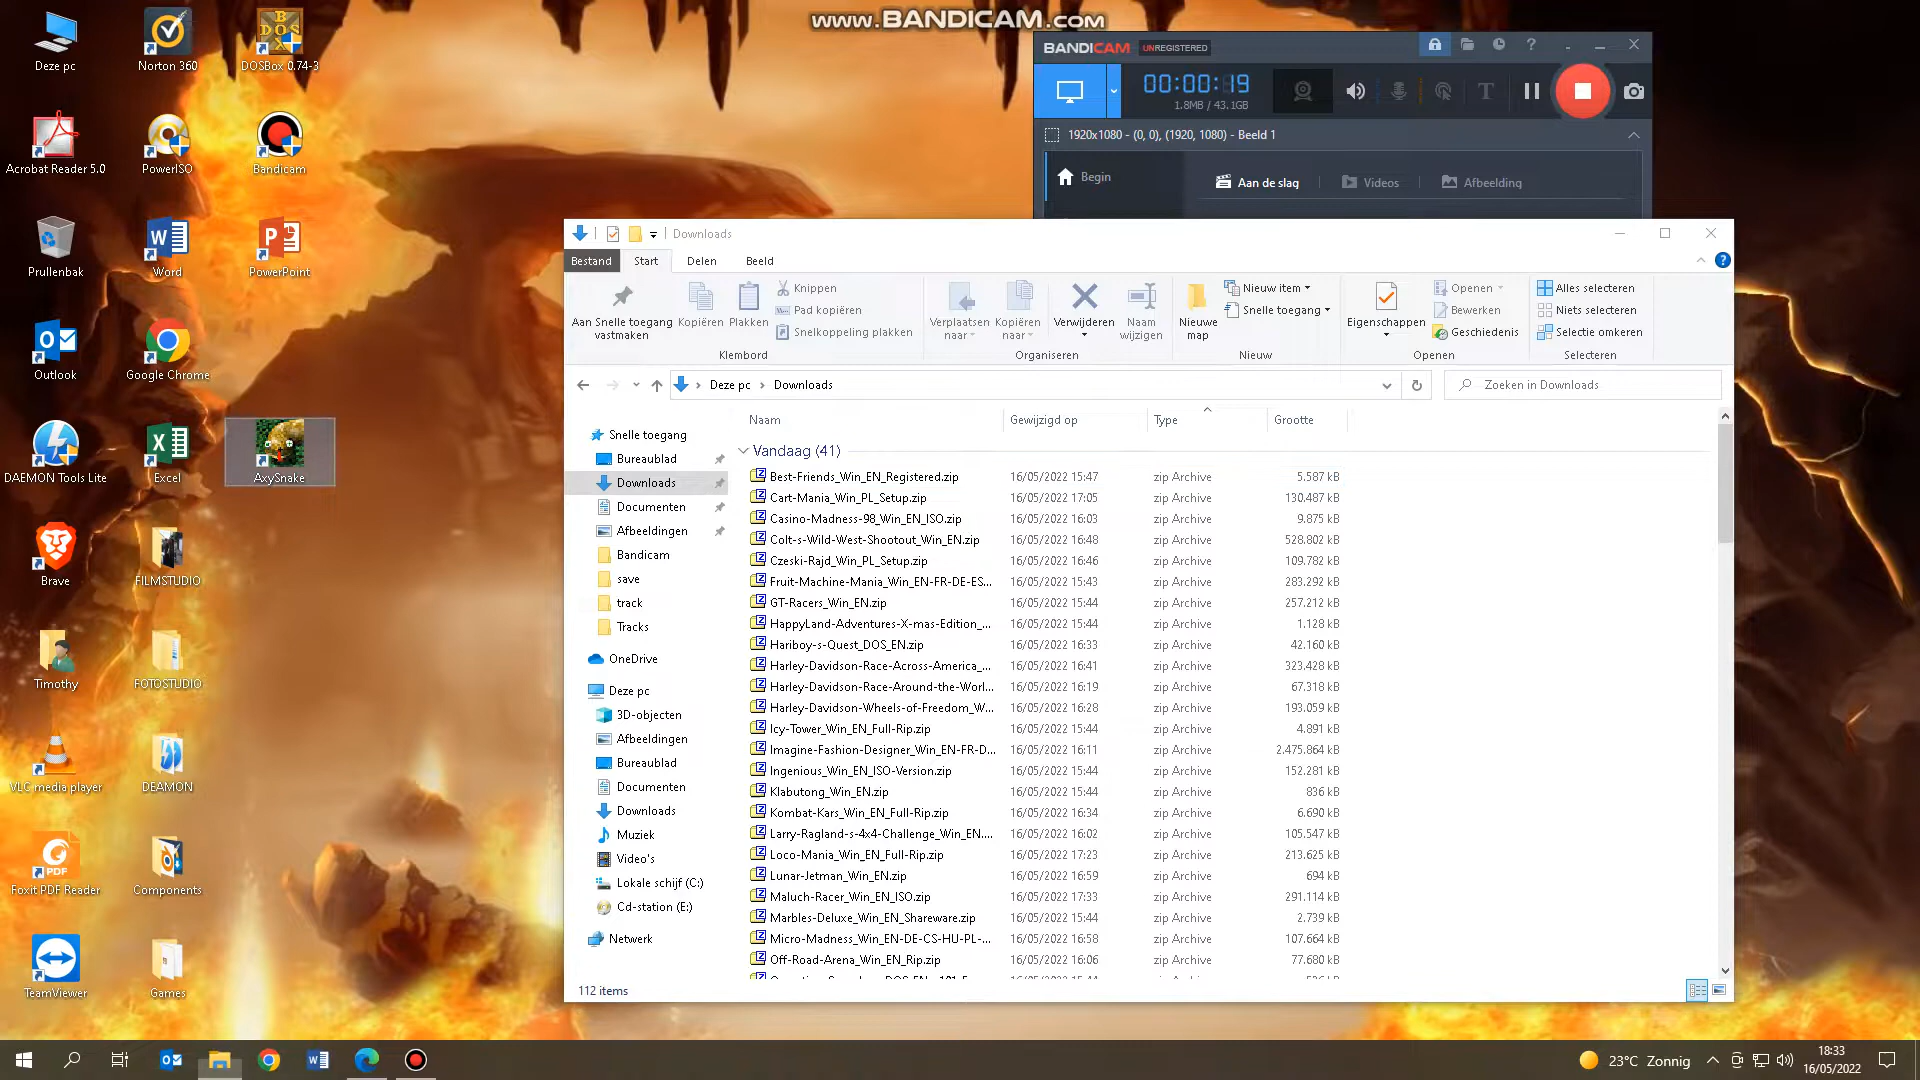 www.BANDICAM.com
Deze pc
Norton 360
DOSBox 0.74-3
Acrobat Reader 5.0
PowerISO
Bandicam
Prullenbak
Word
PowerPoint
Outlook
Google Chrome
DAEMON Tools Lite
Excel
AxySnake
Brave
FILMSTUDIO
Timothy
FOTOSTUDIO
VLC media player
DEAMON
Foxit PDF Reader
Components
TeamViewer
Games
BANDICAM UNREGISTERED
00:00:19
1.8MB / 43.1GB
1920x1080 - (0, 0), (1920, 1080) - Beeld 1
Begin
Aan de slag
Videos
Afbeelding
Downloads
Bestand Start Delen Beeld
Aan Snelle toegang vastmaken
Kopiëren
Plakken
Knippen
Pad kopiëren
Snelkoppeling plakken
Klembord
Verplaatsen naar
Kopiëren naar
Verwijderen
Naam wijzigen
Organiseren
Nieuwe map
Nieuw item
Snelle toegang
Nieuw
Eigenschappen
Openen
Bewerken
Geschiedenis
Openen
Alles selecteren
Niets selecteren
Selectie omkeren
Selecteren
Deze pc > Downloads
Zoeken in Downloads
Snelle toegang
Bureaublad
Downloads
Documenten
Afbeeldingen
Bandicam
save
track
Tracks
OneDrive
Deze pc
3D-objecten
Afbeeldingen
Bureaublad
Documenten
Downloads
Muziek
Video's
Lokale schijf (C:)
Cd-station (E:)
Netwerk
Naam Gewijzigd op Type Grootte
Vandaag (41)
Best-Friends_Win_EN_Registered.zip 16/05/2022 15:47 zip Archive 5.587 kB
Cart-Mania_Win_PL_Setup.zip 16/05/2022 17:05 zip Archive 130.487 kB
Casino-Madness-98_Win_EN_ISO.zip 16/05/2022 16:03 zip Archive 9.875 kB
Colt-s-Wild-West-Shootout_Win_EN.zip 16/05/2022 16:48 zip Archive 528.802 kB
Czeski-Rajd_Win_PL_Setup.zip 16/05/2022 16:46 zip Archive 109.782 kB
Fruit-Machine-Mania_Win_EN-FR-DE-ES... 16/05/2022 15:43 zip Archive 283.292 kB
GT-Racers_Win_EN.zip 16/05/2022 15:44 zip Archive 257.212 kB
HappyLand-Adventures-X-mas-Edition_... 16/05/2022 15:44 zip Archive 1.128 kB
Hariboy-s-Quest_DOS_EN.zip 16/05/2022 16:33 zip Archive 42.160 kB
Harley-Davidson-Race-Across-America_... 16/05/2022 16:41 zip Archive 323.428 kB
Harley-Davidson-Race-Around-the-Worl... 16/05/2022 16:19 zip Archive 67.318 kB
Harley-Davidson-Wheels-of-Freedom_W... 16/05/2022 16:28 zip Archive 193.059 kB
Icy-Tower_Win_EN_Full-Rip.zip 16/05/2022 15:44 zip Archive 4.891 kB
Imagine-Fashion-Designer_Win_EN-FR-D... 16/05/2022 16:11 zip Archive 2.475.864 kB
Ingenious_Win_EN_ISO-Version.zip 16/05/2022 15:44 zip Archive 152.281 kB
Klabutong_Win_EN.zip 16/05/2022 15:44 zip Archive 836 kB
Kombat-Kars_Win_EN_Full-Rip.zip 16/05/2022 16:34 zip Archive 6.690 kB
Larry-Ragland-s-4x4-Challenge_Win_EN.... 16/05/2022 16:02 zip Archive 105.547 kB
Loco-Mania_Win_EN_Full-Rip.zip 16/05/2022 17:23 zip Archive 213.625 kB
Lunar-Jetman_Win_EN.zip 16/05/2022 16:59 zip Archive 694 kB
Maluch-Racer_Win_EN_ISO.zip 16/05/2022 17:33 zip Archive 291.114 kB
Marbles-Deluxe_Win_EN_Shareware.zip 16/05/2022 15:44 zip Archive 2.739 kB
Micro-Madness_Win_EN-DE-CS-HU-PL-... 16/05/2022 16:58 zip Archive 107.664 kB
Off-Road-Arena_Win_EN_Rip.zip 16/05/2022 16:06 zip Archive 77.680 kB
112 items
23°C Zonnig
18:33
16/05/2022